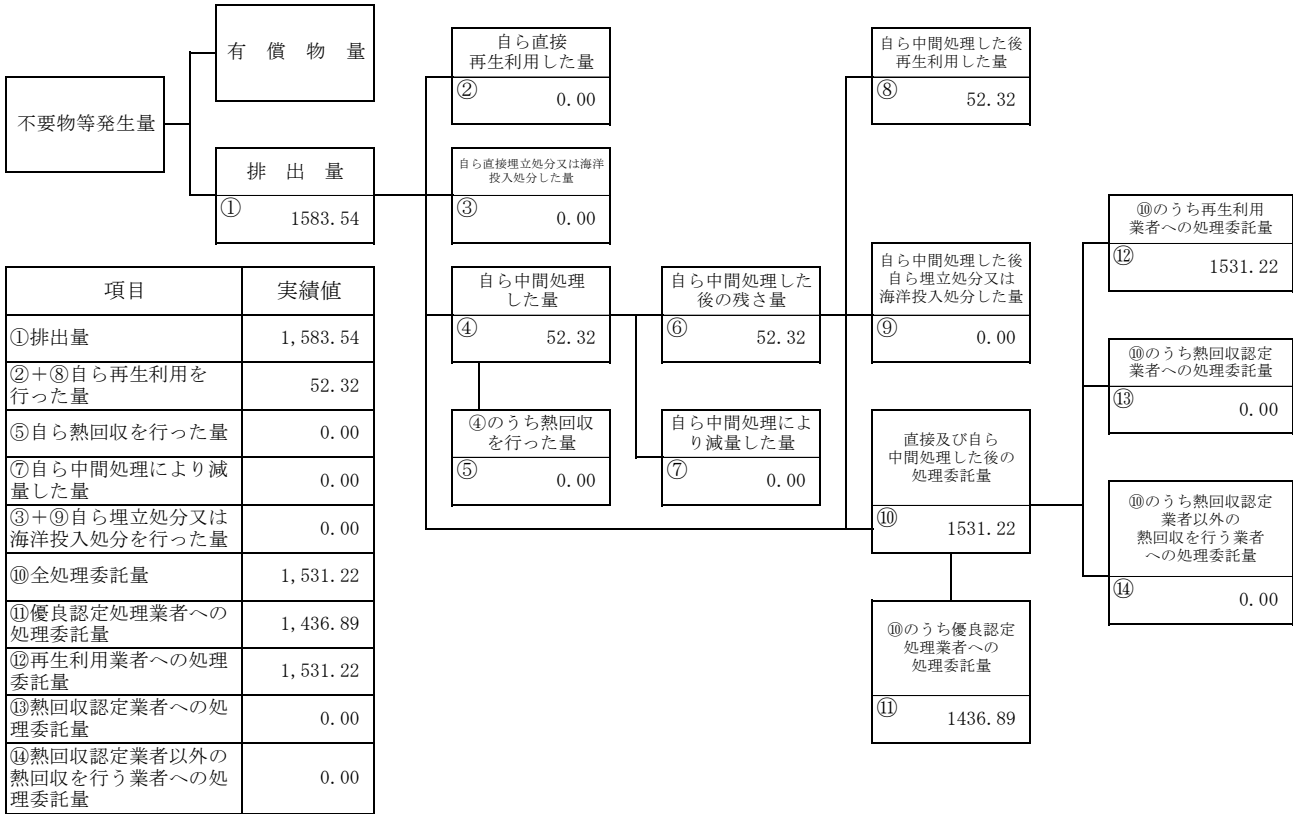 不要物等発生量
有 償 物 量
排 出 量
①
1583.54
自ら直接
再生利用した量
②
0.00
自ら直接埋立処分又は海洋
投入処分した量
③
0.00
自ら中間処理
した量
④
52.32
④のうち熱回収
を行った量
⑤
0.00
自ら中間処理した
後の残さ量
⑥
52.32
自ら中間処理によ
り減量した量
⑦
0.00
自ら中間処理した後
再生利用した量
⑧
52.32
自ら中間処理した後
自ら埋立処分又は
海洋投入処分した量
⑨
0.00
直接及び自ら
中間処理した後の
処理委託量
⑩
1531.22
⑩のうち優良認定
処理業者への
処理委託量
⑪
1436.89
⑩のうち再生利用
業者への処理委託量
⑫
1531.22
⑩のうち熱回収認定
業者への処理委託量
⑬
0.00
⑩のうち熱回収認定
業者以外の
熱回収を行う業者
への処理委託量
⑭
0.00
項目 実績値
①排出量 1,583.54
②+⑧自ら再生利用を
行った量 52.32
⑤自ら熱回収を行った量 0.00
⑦自ら中間処理により減
量した量 0.00
③+⑨自ら埋立処分又は
海洋投入処分を行った量 0.00
⑩全処理委託量 1,531.22
⑪優良認定処理業者への
処理委託量 1,436.89
⑫再生利用業者への処理
委託量 1,531.22
⑬熱回収認定業者への処
理委託量 0.00
⑭熱回収認定業者以外の
熱回収を行う業者への処
理委託量 0.00